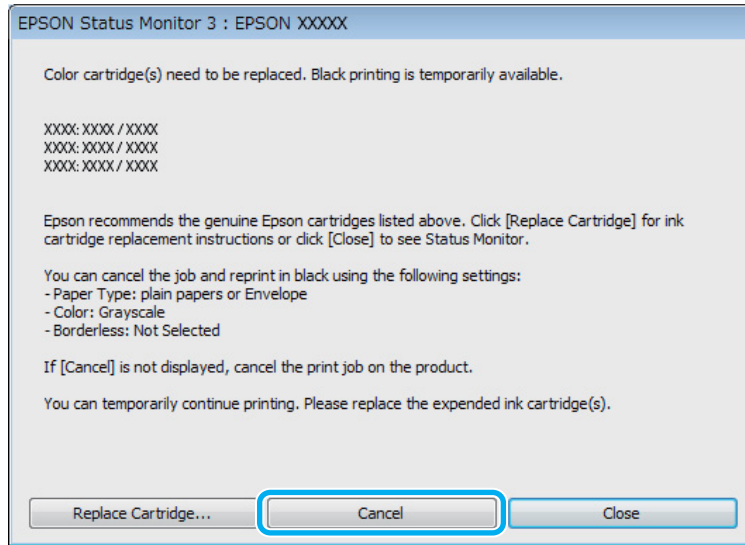 EPSON Status Monitor 3 : EPSON XXXXX
Color cartridge(s) need to be replaced. Black printing is temporarily available.
XXXX: XXXX / XXXX
XXXX: XXXX / XXXX
XXXX: XXXX / XXXX
Epson recommends the genuine Epson cartridges listed above. Click [Replace Cartridge] for ink
cartridge replacement instructions or click [Close] to see Status Monitor.
You can cancel the job and reprint in black using the following settings:
- Paper Type: plain papers or Envelope
- Color: Grayscale
- Borderless: Not Selected
If [Cancel] is not displayed, cancel the print job on the product.
You can temporarily continue printing. Please replace the expended ink cartridge(s).
Replace Cartridge... Cancel Close